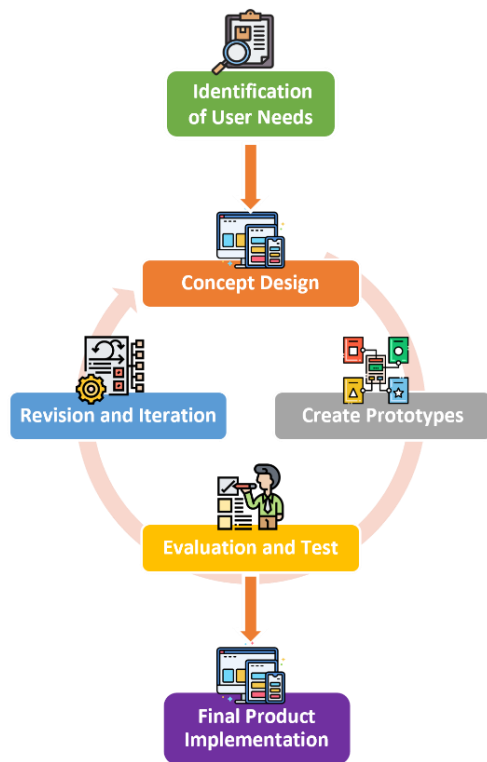 Identification
of User Needs
Concept Design
Revision and Iteration
Create Prototypes
Evaluation and Test
Final Product
Implementation